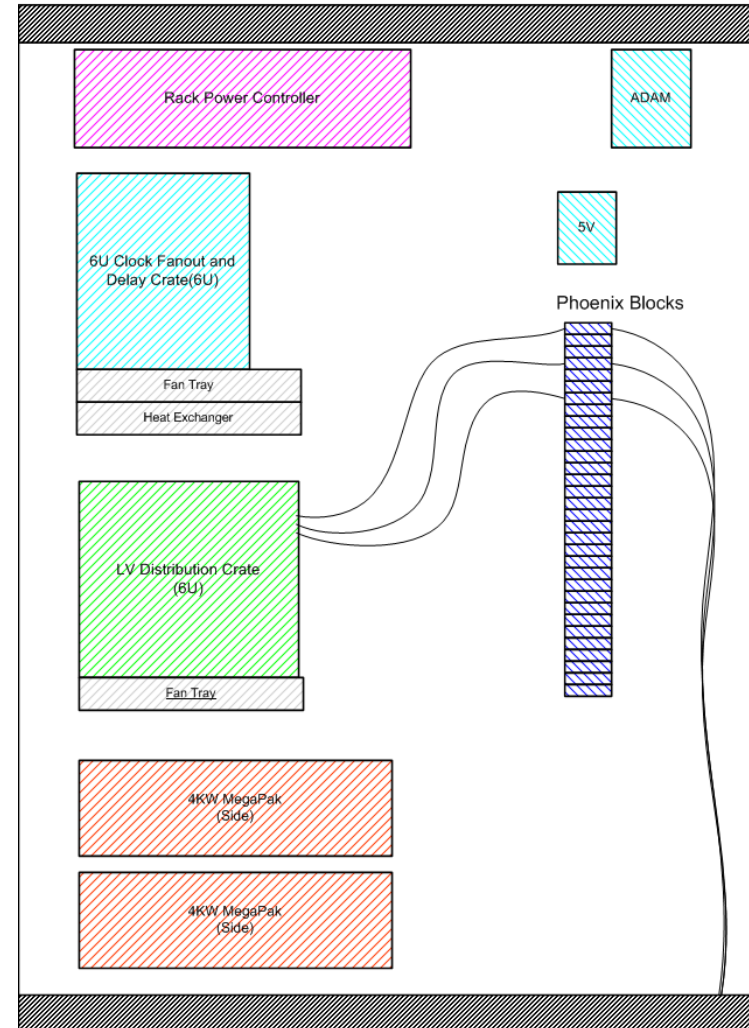 Rack Power Controller
ADAM
6U Clock Fanout and
Delay Crate(6U)
5V
Phoenix Blocks
Fan Tray
Heat Exchanger
LV Distribution Crate
(6U)
Fan Tray
4KW MegaPak
(Side)
4KW MegaPak
(Side)